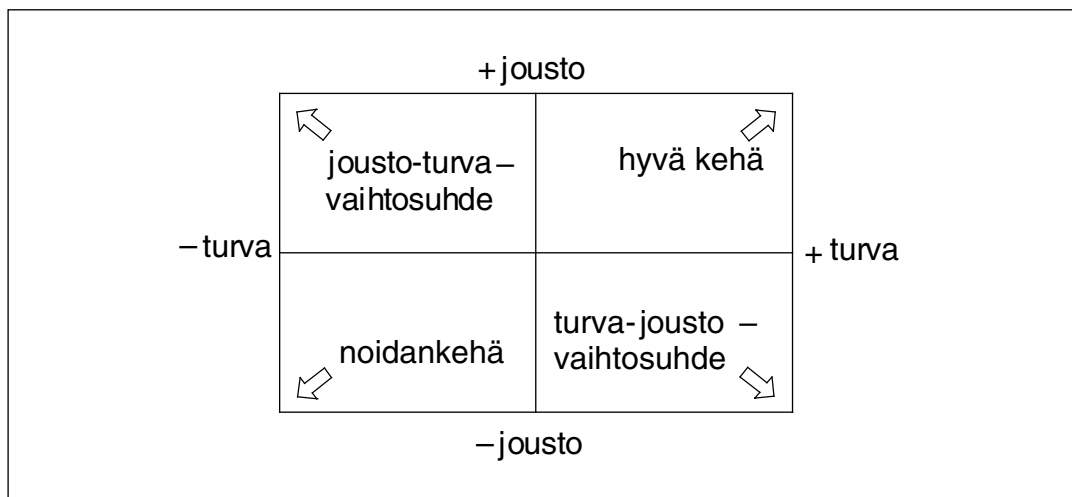 + jousto
jousto-turva –
vaihtosuhde
hyvä kehä
– turva
+ turva
noidankehä
turva-jousto –
vaihtosuhde
– jousto